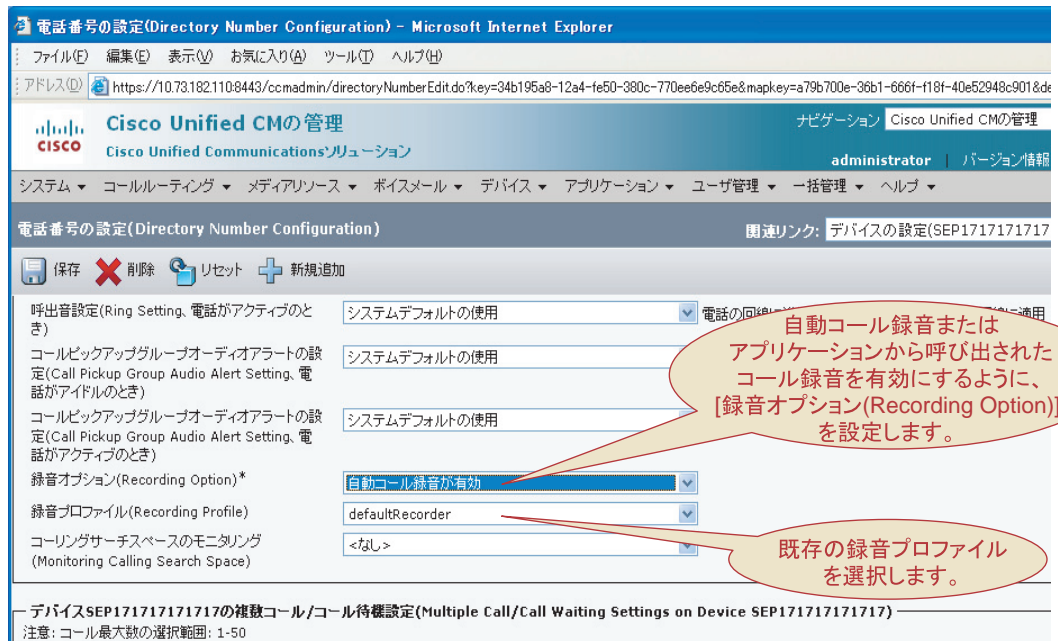 電話番号の設定(Directory Number Configuration) - Microsoft Internet Explorer
ファイル(F) 編集(E) 表示(V) お気に入り(A) ツール(T) ヘルプ(H)
アドレス(D) https://10.73.182.110:8443/ccmadmin/directoryNumberEdit.do?key=34b195a8-12a4-fe50-380c-770ee6e9c65e&mapkey=a79b700e-36b1-666f-f18f-40e52948c901&de
cisco
Cisco Unified CMの管理
Cisco Unified Communicationsソリューション
ナビゲーション Cisco Unified CMの管理
administrator | バージョン情報
システム コールルーティング メディアリソース ボイスメール デバイス アプリケーション ユーザ管理 一括管理 ヘルプ
電話番号の設定(Directory Number Configuration)
関連リンク: デバイスの設定(SEP1717171717
保存 削除 リセット 新規追加
呼出音設定(Ring Setting、電話がアクティブのと
き)
システムデフォルトの使用
電話の回線に
に適用
コールピックアップグループオーディオアラートの設
定(Call Pickup Group Audio Alert Setting、電
話がアイドルのとき)
システムデフォルトの使用
コールピックアップグループオーディオアラートの設
定(Call Pickup Group Audio Alert Setting、電
話がアクティブのとき)
システムデフォルトの使用
自動コール録音または
アプリケーションから呼び出された
コール録音を有効にするように、
[録音オプション(Recording Option)]
を設定します。
録音オプション(Recording Option)*
自動コール録音が有効
録音プロファイル(Recording Profile)
defaultRecorder
コーリングサーチスペースのモニタリング
(Monitoring Calling Search Space)
<なし>
既存の録音プロファイル
を選択します。
デバイスSEP171717171717の複数コール/コール待機設定(Multiple Call/Call Waiting Settings on Device SEP171717171717)
注意: コール最大数の選択範囲: 1-50